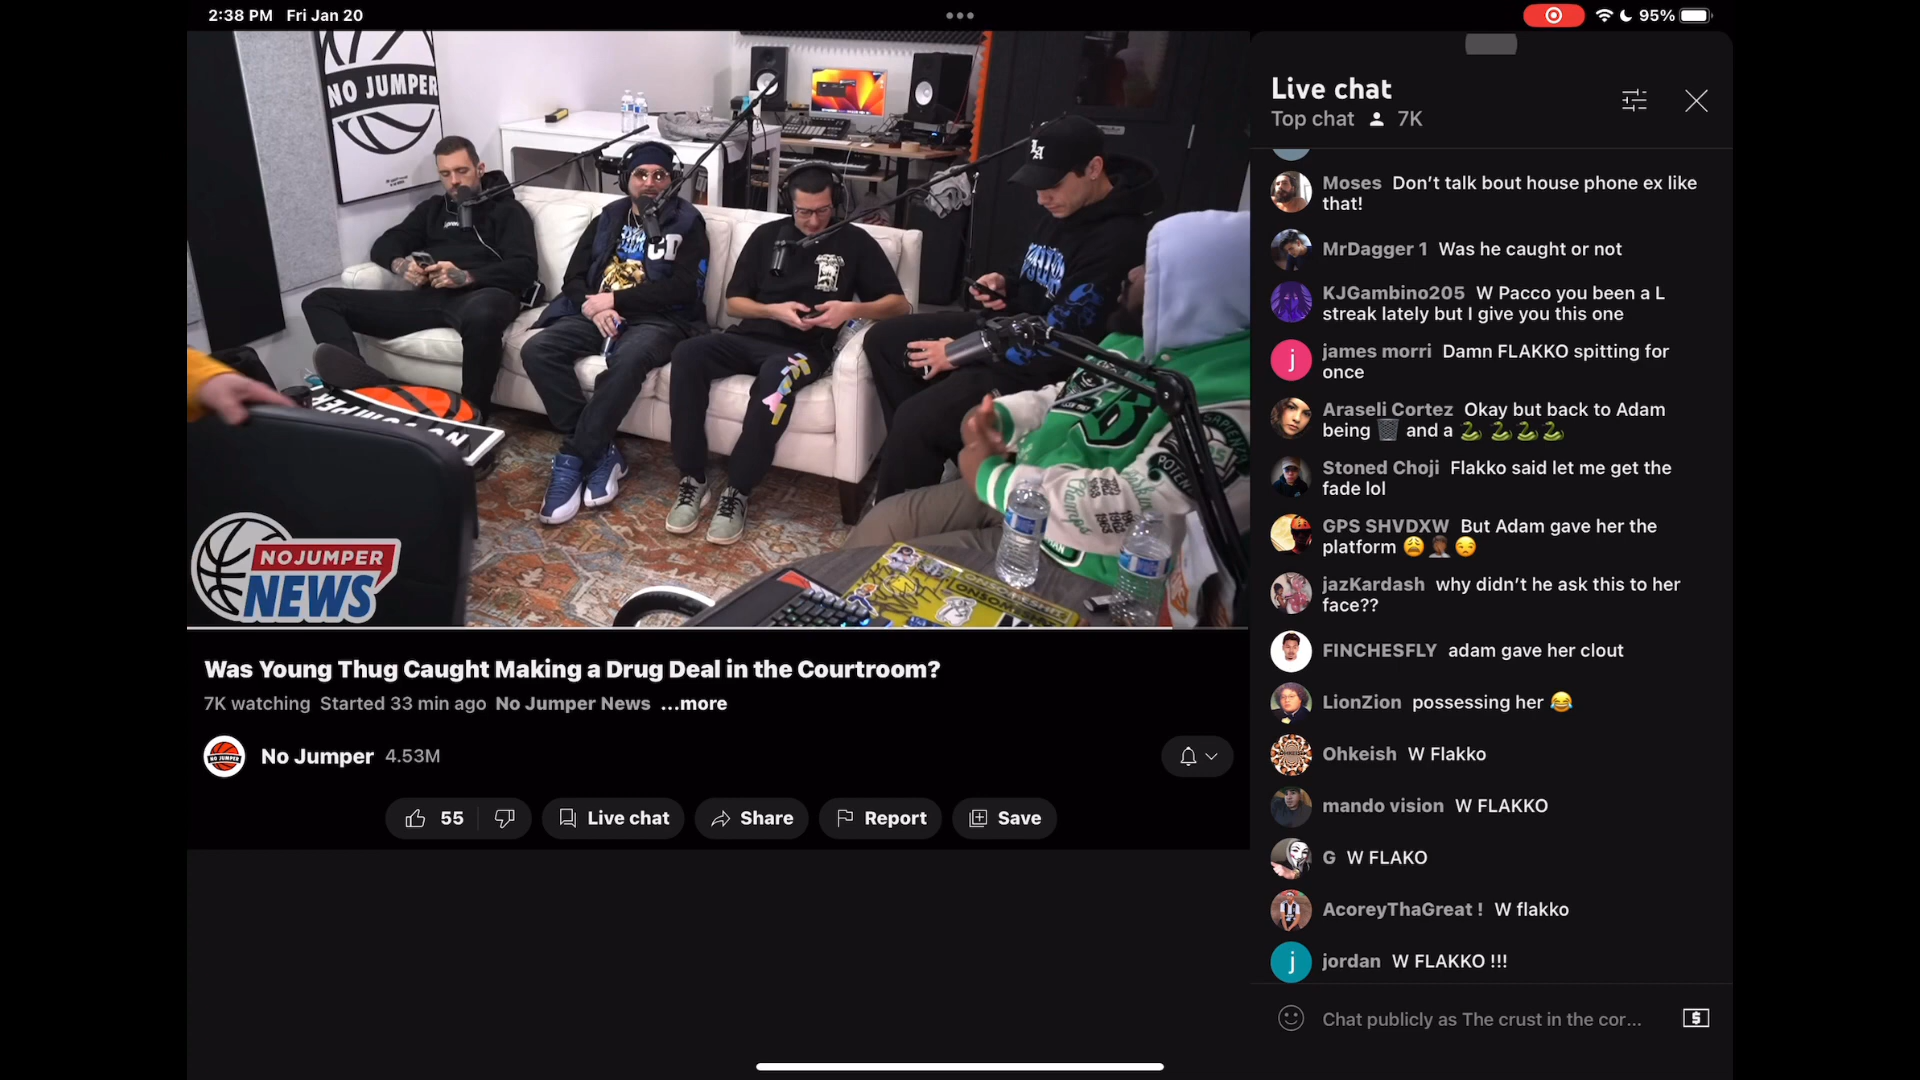 2:38 PM Fri Jan 20
95%
NO JUMPER
LA
CD
NO JUMPER
NOJUMPER
NEWS
Was Young Thug Caught Making a Drug Deal in the Courtroom?
7K watching Started 33 min ago No Jumper News ...more
No Jumper 4.53M
55
Live chat
Share
Report
Save
Live chat
Top chat 7K
Moses Don’t talk bout house phone ex like
that!
MrDagger 1 Was he caught or not
KJGambino205 W Pacco you been a L
streak lately but I give you this one
james morri Damn FLAKKO spitting for
once
Araseli Cortez Okay but back to Adam
being 🗑️ and a 🐍 🐍🐍🐍
Stoned Choji Flakko said let me get the
fade lol
GPS SHVDXW But Adam gave her the
platform 😩🤦🏾‍♂️😒
jazKardash why didn’t he ask this to her
face??
FINCHESFLY adam gave her clout
LionZion possessing her 😂
Ohkeish W Flakko
mando vision W FLAKKO
G W FLAKO
AcoreyThaGreat ! W flakko
j jordan W FLAKKO !!!
Chat publicly as The crust in the cor...